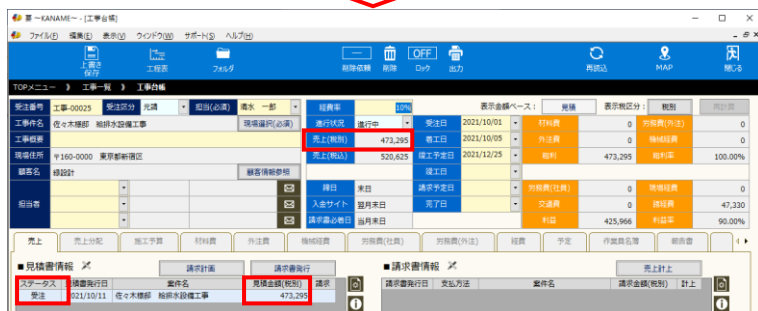 要 ～KANAME～ - [工事台帳]
ファイル(F) 編集(E) 表示(V) ウィンドウ(W) サポート(S) ヘルプ(H)
上書き保存 工程表 フォルダ 削除依頼 削除 OFF ロック 出力 再読込 MAP 閉じる
TOPメニュー 》 工事一覧 》 工事台帳
受注番号 工事-00025 受注区分 元請 担当(必須) 清水 一郎 経費率 10% 表示金額ベース： 見積 表示税区分： 税別 再計算
工事件名 佐々木様邸 給排水設備工事 現場選択(必須) 進行状況 進行中 受注日 2021/10/01 材料費 0 労務費(外注) 0
工事概要 売上(税別) 473,295 着工日 2021/10/05 外注費 0 機械経費 0
現場住所 〒160-0000 東京都新宿区 売上(税込) 520,625 竣工予定日 2021/12/25 粗利 473,295 粗利率 100.00%
顧客名 緑設計 顧客情報参照 竣工日
担当者 締日 末日 請求予定日 労務費(社員) 0 現場経費 0
入金サイト 翌月末日 完了日 交通費 0 諸経費 47,330
請求書必着日 当月末日 利益 425,966 利益率 90.00%
売上 売上分配 施工予算 材料費 外注費 機械経費 労務費(社員) 労務費(外注) 経費 予定 作業員名簿 報告書
■見積書情報 請求計画 請求書発行 ■請求書情報 売上計上
ステータス 見積書発行日 案件名 見積金額(税別) 請求 請求書発行日 支払方法 案件名 請求金額(税別) 計上
受注 2021/10/11 佐々木様邸 給排水設備工事 473,295